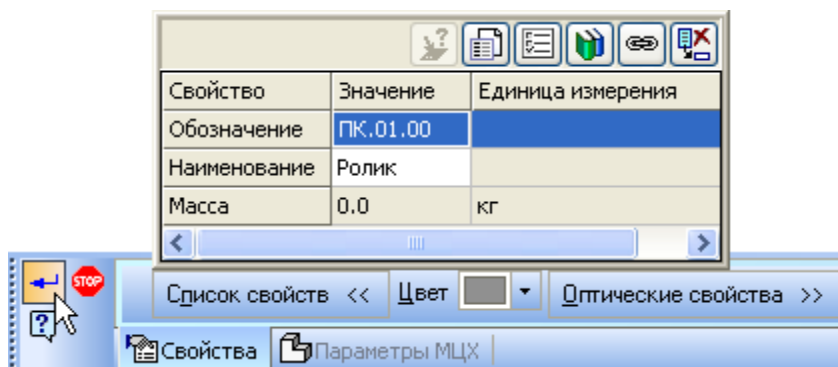 Свойство Значение Единица измерения
Обозначение ПК.01.00
Наименование Ролик
Масса 0.0 кг
STOP Список свойств << Цвет Оптические свойства >>
Свойства Параметры МЦХ